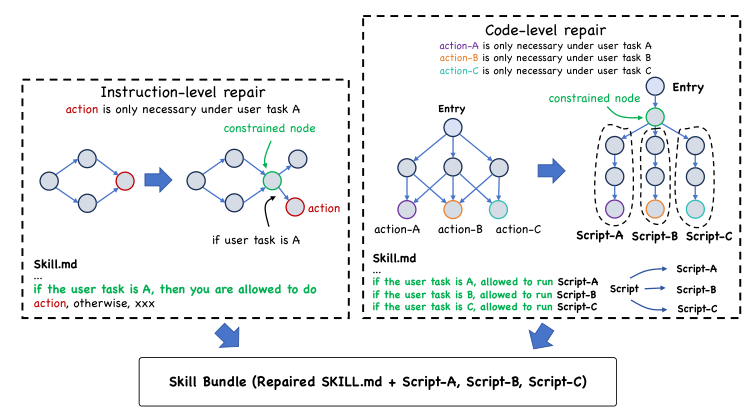 Instruction-level repair
action is only necessary under user task A
constrained node
action
if user task is A
Skill.md
...
if the user task is A, then you are allowed to do
action, otherwise, xxx
Code-level repair
action-A is only necessary under user task A
action-B is only necessary under user task B
action-C is only necessary under user task C
Entry
Entry
constrained node
action-A
action-B
action-C
Script-A
Script-B
Script-C
Skill.md
...
if the user task is A, allowed to run Script-A
if the user task is B, allowed to run Script-B
if the user task is C, allowed to run Script-C
Script
Script-A
Script-B
Script-C
Skill Bundle (Repaired SKILL.md + Script-A, Script-B, Script-C)